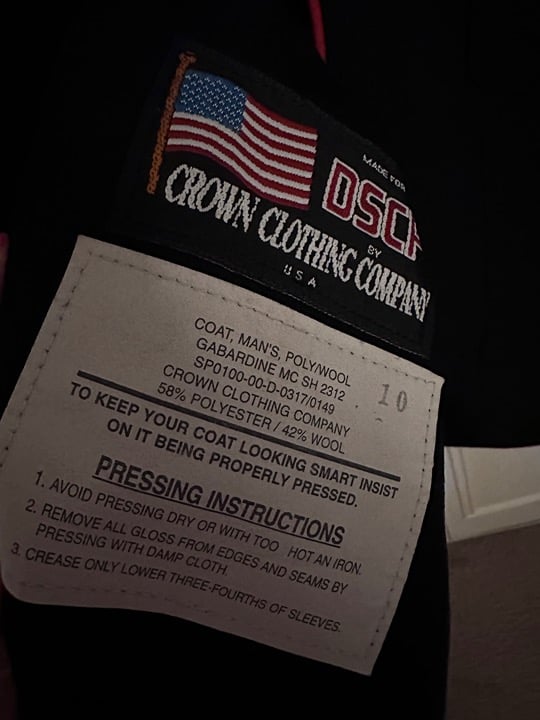 MADE FOR
DSCP
BY
CROWN CLOTHING COMPANY
USA
COAT, MAN'S, POLY/WOOL
GABARDINE MC SH 2312
SP0100-00-D-0317/0149
CROWN CLOTHING COMPANY
58% POLYESTER / 42% WOOL
10
TO KEEP YOUR COAT LOOKING SMART INSIST
ON IT BEING PROPERLY PRESSED.
PRESSING INSTRUCTIONS
1. AVOID PRESSING DRY OR WITH TOO HOT AN IRON.
2. REMOVE ALL GLOSS FROM EDGES AND SEAMS BY
PRESSING WITH DAMP CLOTH.
3. CREASE ONLY LOWER THREE-FOURTHS OF SLEEVES.